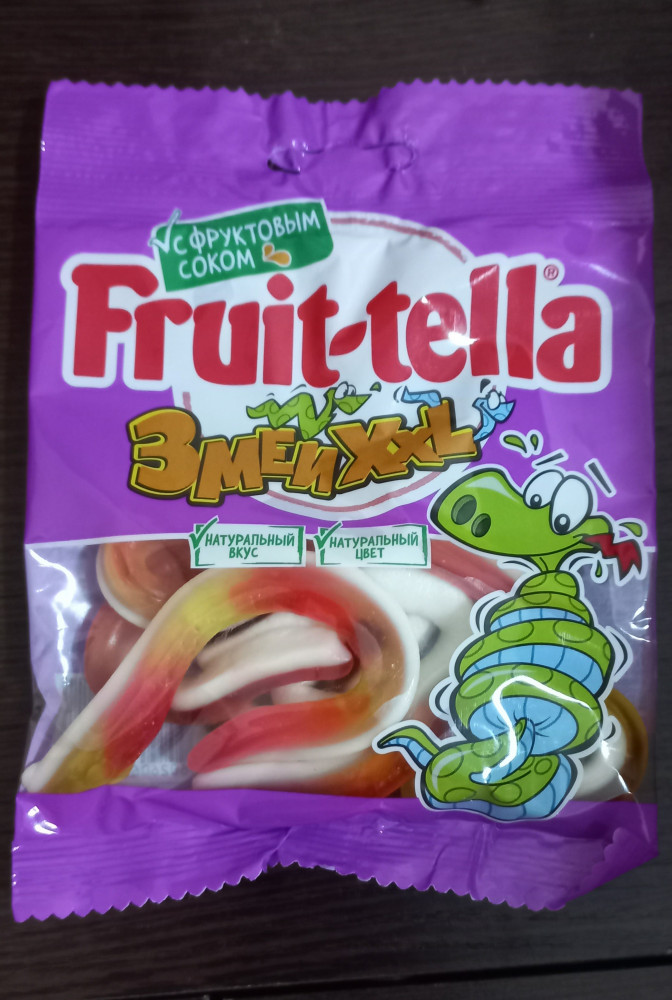 С ФРУКТОВЫМ
СОКОМ
Fruit-tella®
Змеи XXL
НАТУРАЛЬНЫЙ
ВКУС
НАТУРАЛЬНЫЙ
ЦВЕТ